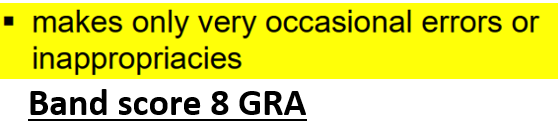 ▪ makes only very occasional errors or
inappropriacies
Band score 8 GRA